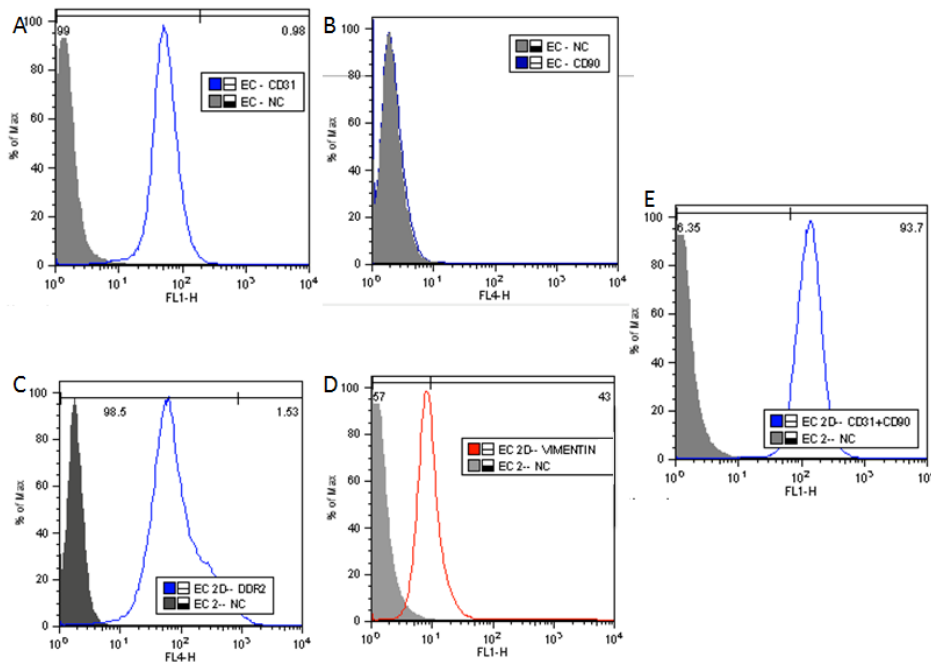 A
99 0.98
EC - CD31
EC - NC
100
80
60
40
20
0
% of Max
10^0 10^1 10^2 10^3 10^4
FL1-H
B
EC - NC
EC - CD90
100
80
60
40
20
0
% of Max
10^0 10^1 10^2 10^3 10^4
FL4-H
C
98.5 1.53
EC 2D-- DDR2
EC 2-- NC
100
80
60
40
20
0
% of Max
10^0 10^1 10^2 10^3 10^4
FL4-H
D
57 43
EC 2D-- VIMENTIN
EC 2-- NC
100
80
60
40
20
0
% of Max
10^0 10^1 10^2 10^3 10^4
FL1-H
E
6.35 93.7
EC 2D-- CD31+CD90
EC 2-- NC
100
80
60
40
20
0
% of Max
10^0 10^1 10^2 10^3 10^4
FL1-H